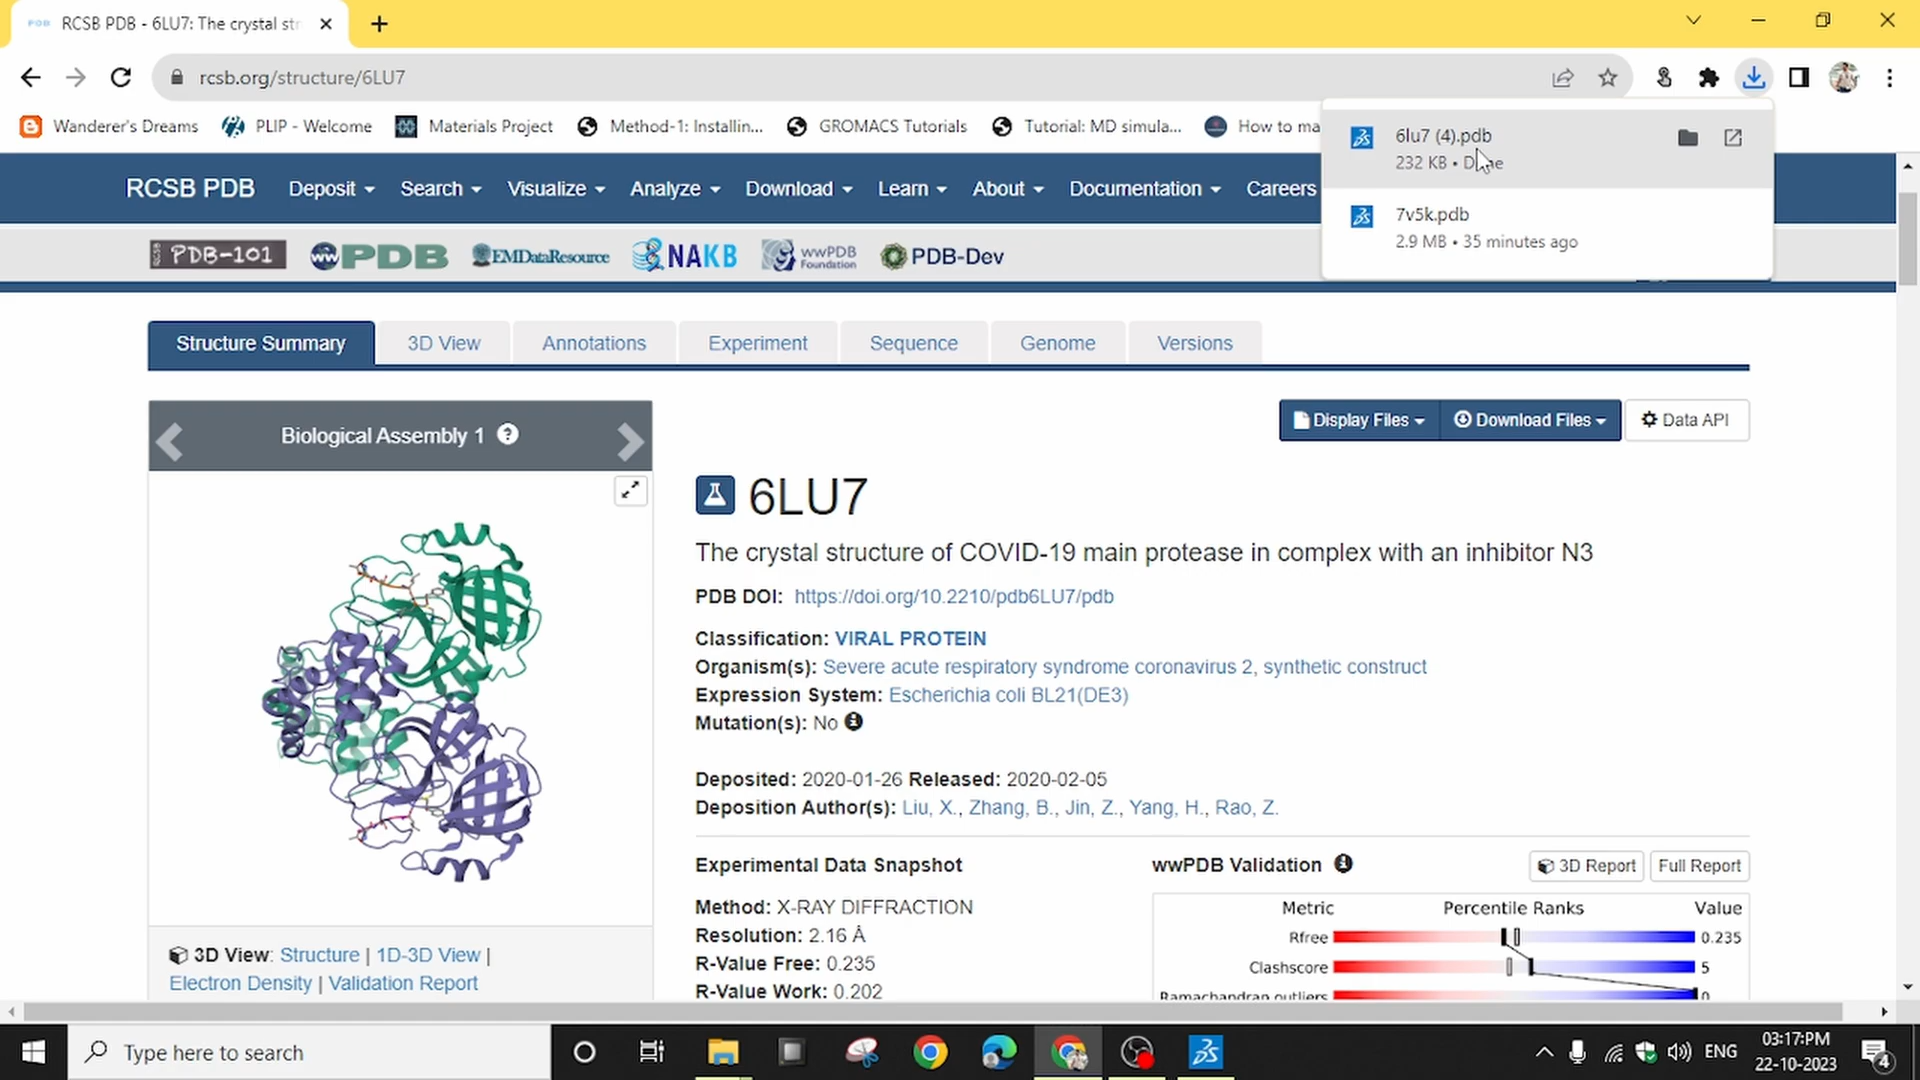 PDB RCSB PDB - 6LU7: The crystal str
rcsb.org/structure/6LU7
Wanderer's Dreams PLIP - Welcome Materials Project Method-1: Installin... GROMACS Tutorials Tutorial: MD simula... How to ma
6lu7 (4).pdb
232 KB • Done
7v5k.pdb
2.9 MB • 35 minutes ago
RCSB PDB Deposit Search Visualize Analyze Download Learn About Documentation Careers
PDB-101 PDB EMDataResource NAKB wwPDB Foundation PDB-Dev
Structure Summary 3D View Annotations Experiment Sequence Genome Versions
Biological Assembly 1 ?
Display Files Download Files Data API
6LU7
The crystal structure of COVID-19 main protease in complex with an inhibitor N3
PDB DOI: https://doi.org/10.2210/pdb6LU7/pdb
Classification: VIRAL PROTEIN
Organism(s): Severe acute respiratory syndrome coronavirus 2, synthetic construct
Expression System: Escherichia coli BL21(DE3)
Mutation(s): No
Deposited: 2020-01-26 Released: 2020-02-05
Deposition Author(s): Liu, X., Zhang, B., Jin, Z., Yang, H., Rao, Z.
3D View: Structure | 1D-3D View |
Electron Density | Validation Report
Experimental Data Snapshot
Method: X-RAY DIFFRACTION
Resolution: 2.16 Å
R-Value Free: 0.235
R-Value Work: 0.202
wwPDB Validation 3D Report Full Report
Metric Percentile Ranks Value
Rfree 0.235
Clashscore 5
Ramachandran outliers 0
Type here to search
ENG
03:17:PM
22-10-2023
4